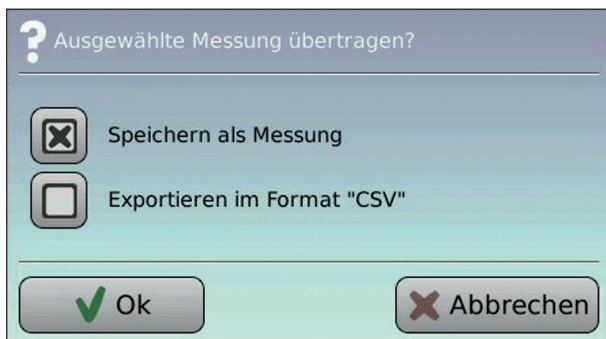 Ausgewählte Messung übertragen?
Speichern als Messung
Exportieren im Format "CSV"
Ok
Abbrechen